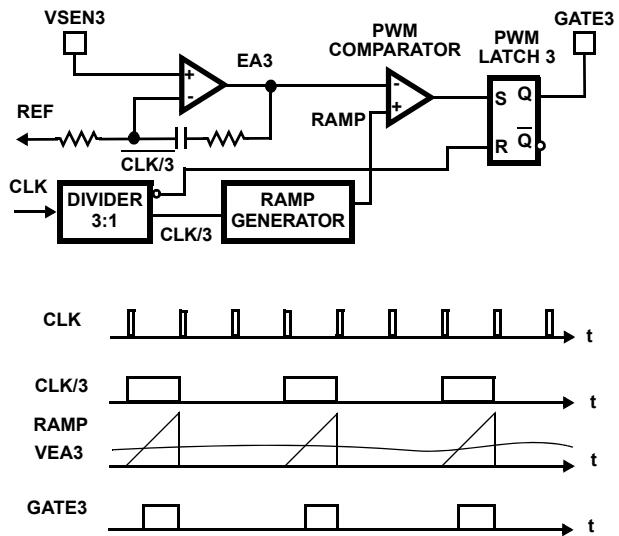 VSEN3
GATE3
PWM
COMPARATOR
PWM
LATCH 3
EA3
+
-
-
+
S Q
R Q
REF
RAMP
CLK/3
CLK
DIVIDER
3:1
RAMP
GENERATOR
CLK/3
CLK
t
CLK/3
t
RAMP
VEA3
t
GATE3
t